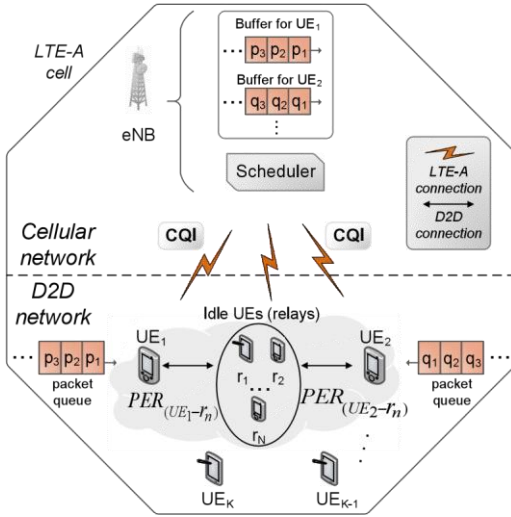 LTE-A
cell
eNB
Buffer for UE1
... p3 p2 p1
Buffer for UE2
... q3 q2 q1
Scheduler
LTE-A
connection
D2D
connection
Cellular
network
CQI
CQI
D2D
network
Idle UEs (relays)
UE1
UE2
... p3 p2 p1
packet
queue
r1 r2
...
rN
q1 q2 q3 ...
packet
queue
PER(UE1-rn)
PER(UE2-rn)
UEK
UEK-1